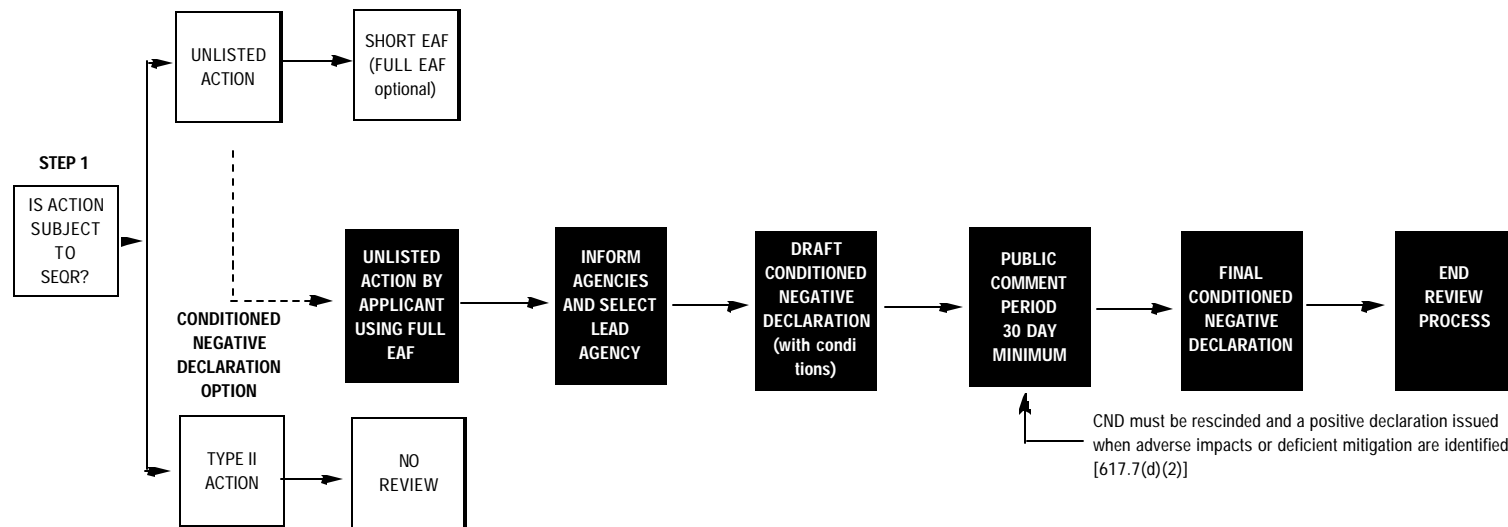 UNLISTED
ACTION
SHORT EAF
(FULL EAF
optional)
STEP 1
IS ACTION
SUBJECT
TO
SEQR?
CONDITIONED
NEGATIVE
DECLARATION
OPTION
UNLISTED
ACTION BY
APPLICANT
USING FULL
EAF
INFORM
AGENCIES
AND SELECT
LEAD
AGENCY
DRAFT
CONDITIONED
NEGATIVE
DECLARATION
(with condi
tions)
PUBLIC
COMMENT
PERIOD
30 DAY
MINIMUM
FINAL
CONDITIONED
NEGATIVE
DECLARATION
END
REVIEW
PROCESS
CND must be rescinded and a positive declaration issued
when adverse impacts or deficient mitigation are identified
[617.7(d)(2)]
TYPE II
ACTION
NO
REVIEW